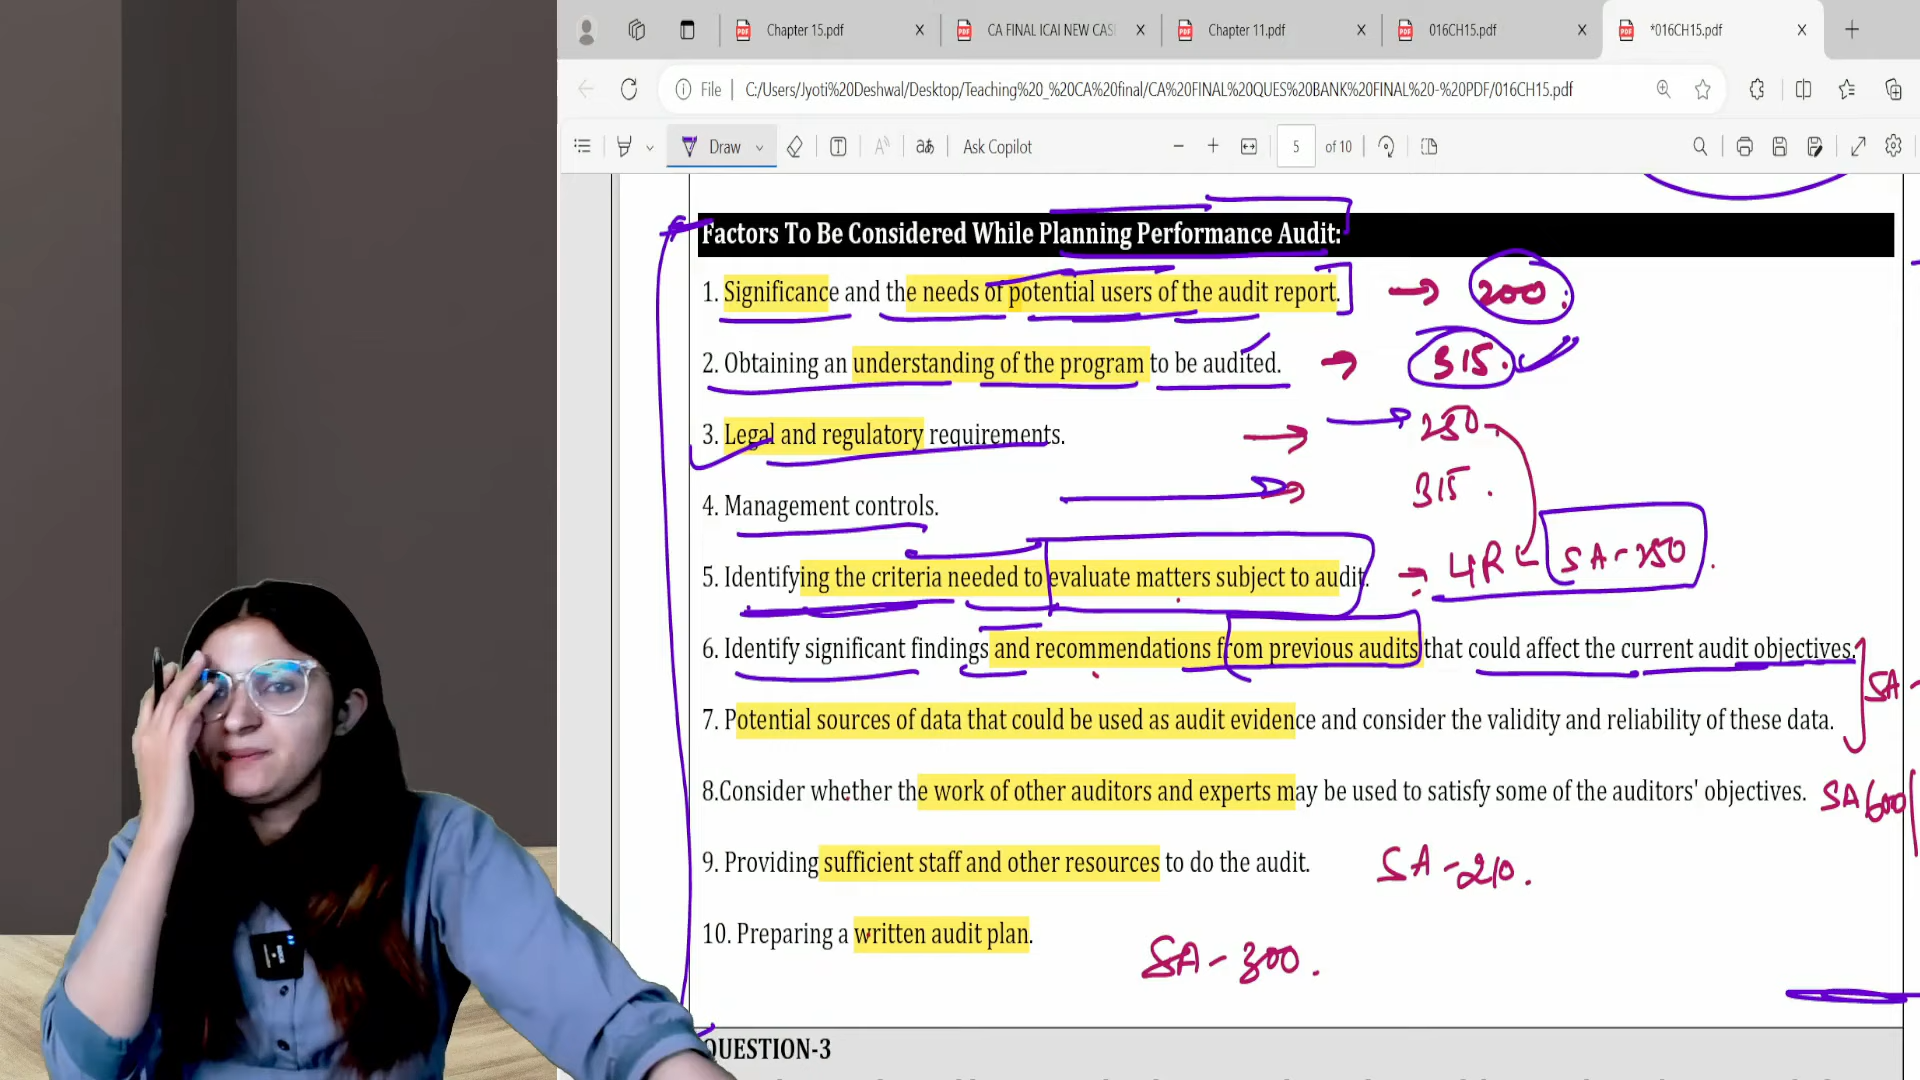 Chapter 15.pdf
CA FINAL ICAI NEW CAS
Chapter 11.pdf
016CH15.pdf
*016CH15.pdf
File C:/Users/Jyoti%20Deshwal/Desktop/Teaching%20_%20CA%20final/CA%20FINAL%20QUES%20BANK%20FINAL%20-%20PDF/016CH15.pdf
Draw Ask Copilot 5 of 10
Factors To Be Considered While Planning Performance Audit:
1. Significance and the needs of potential users of the audit report. 200
2. Obtaining an understanding of the program to be audited. 315
3. Legal and regulatory requirements. 250
4. Management controls. 315
5. Identifying the criteria needed to evaluate matters subject to audit. 4R SA-250
6. Identify significant findings and recommendations from previous audits that could affect the current audit objectives. SA-
7. Potential sources of data that could be used as audit evidence and consider the validity and reliability of these data.
8.Consider whether the work of other auditors and experts may be used to satisfy some of the auditors' objectives. SA 600
9. Providing sufficient staff and other resources to do the audit. SA-210.
10. Preparing a written audit plan. SA-300.
QUESTION-3